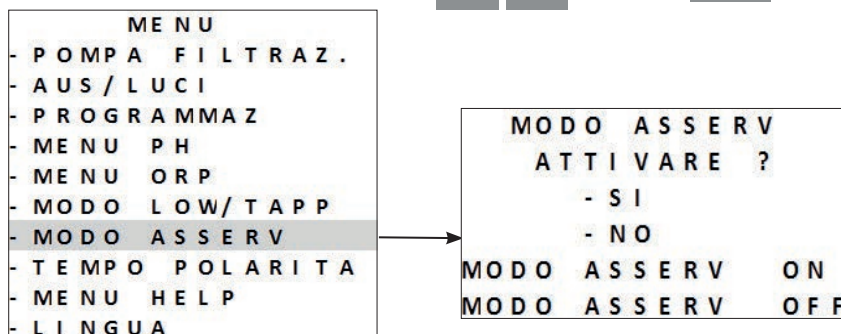 MENU
- POMPA FILTRAZ.
- AUS/LUCI
- PROGRAMMAZ
- MENU PH
- MENU ORP
- MODO LOW/TAPP
- MODO ASSERV
- TEMPO POLARITA
- MENU HELP
- LINGUA
MODO ASSERV
ATTIVARE ?
- SI
- NO
MODO ASSERV ON
MODO ASSERV OFF